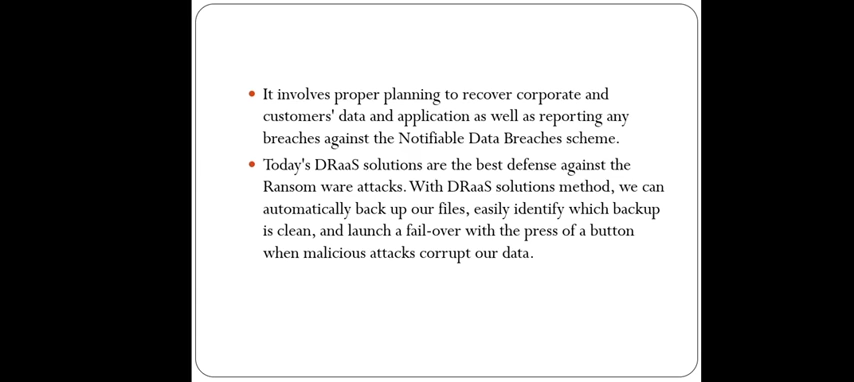 • It involves proper planning to recover corporate and
customers' data and application as well as reporting any
breaches against the Notifiable Data Breaches scheme.
• Today's DRaaS solutions are the best defense against the
Ransom ware attacks. With DRaaS solutions method, we can
automatically back up our files, easily identify which backup
is clean, and launch a fail-over with the press of a button
when malicious attacks corrupt our data.